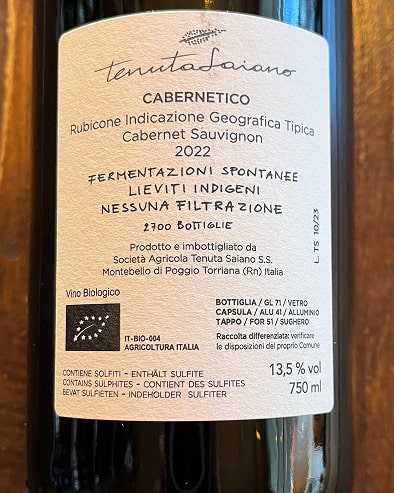 tenutaSaiano
CABERNETICO
Rubicone Indicazione Geografica Tipica
Cabernet Sauvignon
2022
FERMENTAZIONI SPONTANEE
LIEVITI INDIGENI
NESSUNA FILTRAZIONE
2700 BOTTIGLIE
L. TS 10/23
Prodotto e imbottigliato da
Società Agricola Tenuta Saiano S.S.
Montebello di Poggio Torriana (Rn) Italia
Vino Biologico
IT-BIO-004
AGRICOLTURA ITALIA
BOTTIGLIA / GL 71 / VETRO
CAPSULA / ALU 41 / ALLUMINIO
TAPPO / FOR 51 / SUGHERO
Raccolta differenziata: verificare
le disposizioni del proprio Comune
CONTIENE SOLFITI - ENTHÄLT SULFITE
CONTAINS SULPHITES - CONTIENT DES SULFITES
BEVAT SULFIETEN - INDEHOLDER SULFITER
13,5 % vol
750 ml